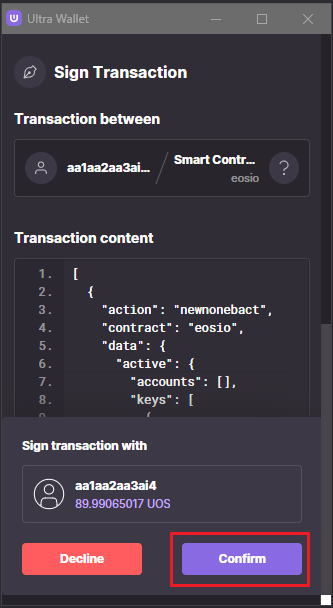 Ultra Wallet
Sign Transaction
Transaction between
aa1aa2aa3ai...
Smart Contr...
eosio
?
Transaction content
1. [
2. {
3. "action": "newnonebact",
4. "contract": "eosio",
5. "data": {
6. "active": {
7. "accounts": [],
8. "keys": [
9. {
Sign transaction with
aa1aa2aa3ai4
89.99065017 UOS
Decline
Confirm